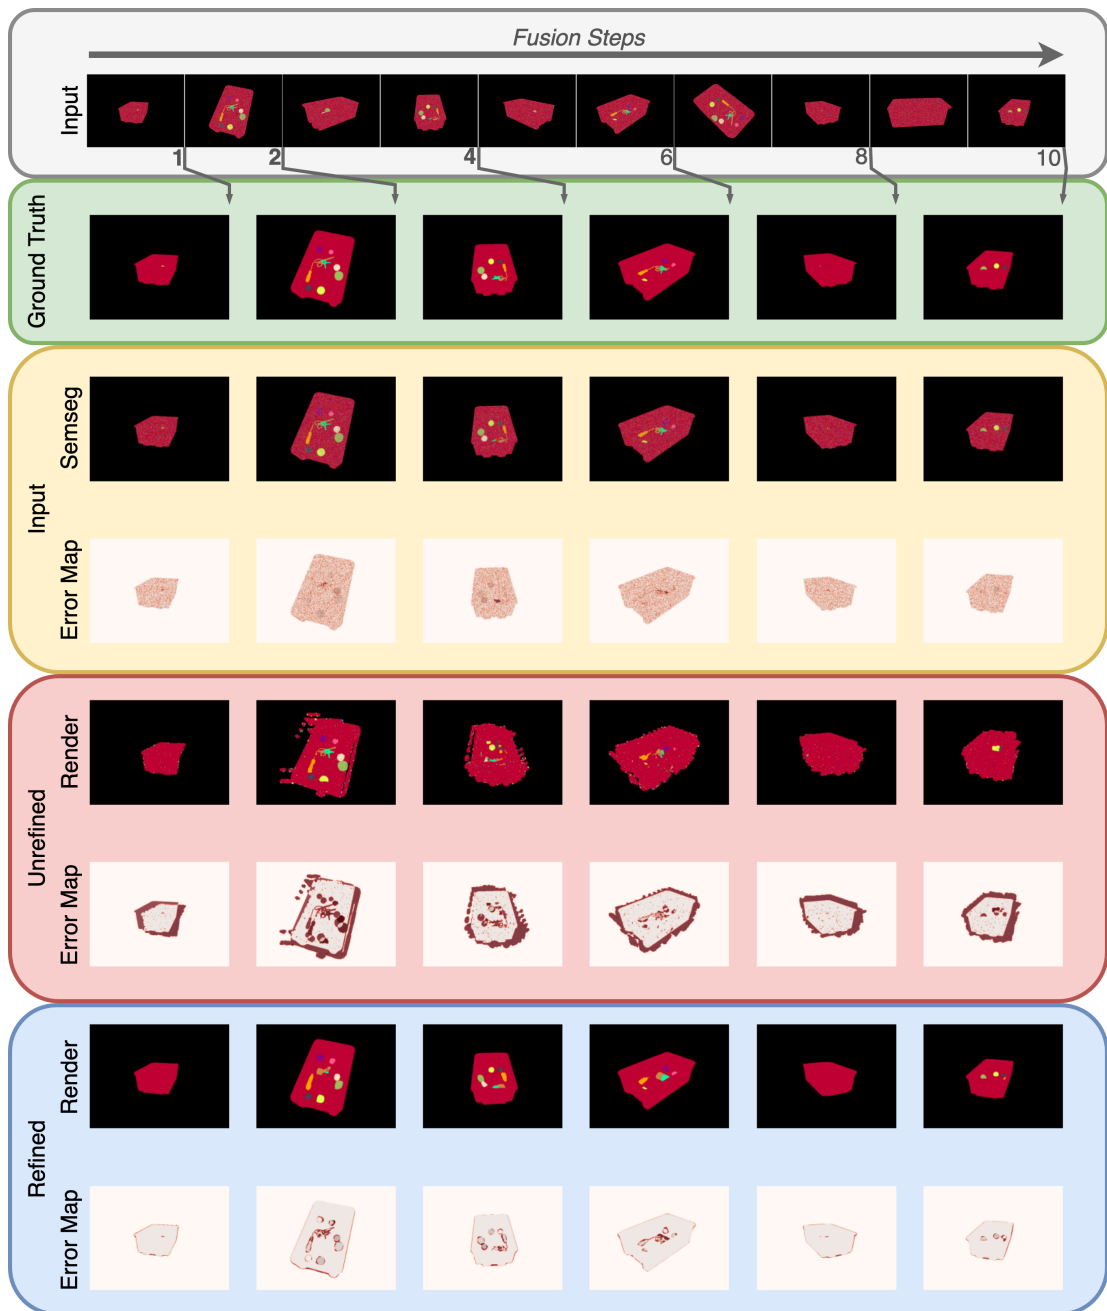 Fusion Steps
Input
1 2 4 6 8 10
Ground Truth
Input
Semseg
Error Map
Unrefined
Render
Error Map
Refined
Render
Error Map